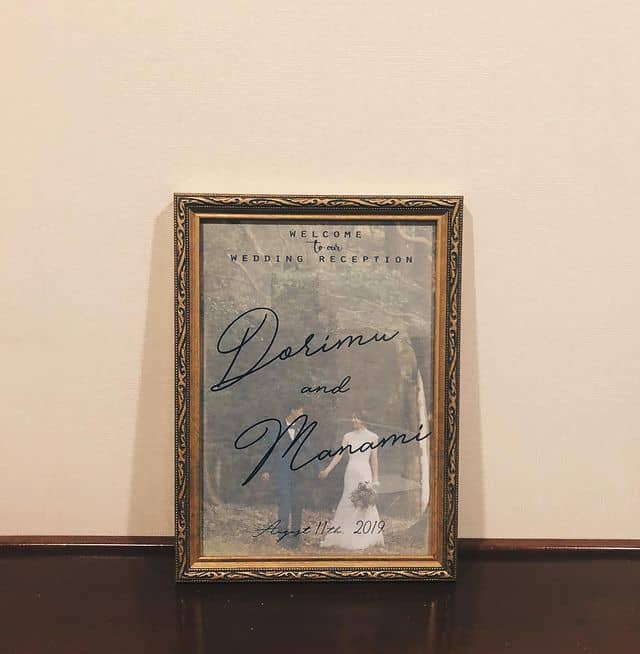 WELCOME
to our
WEDDING RECEPTION
Dorimu
and
Manami
August 11th. 2019